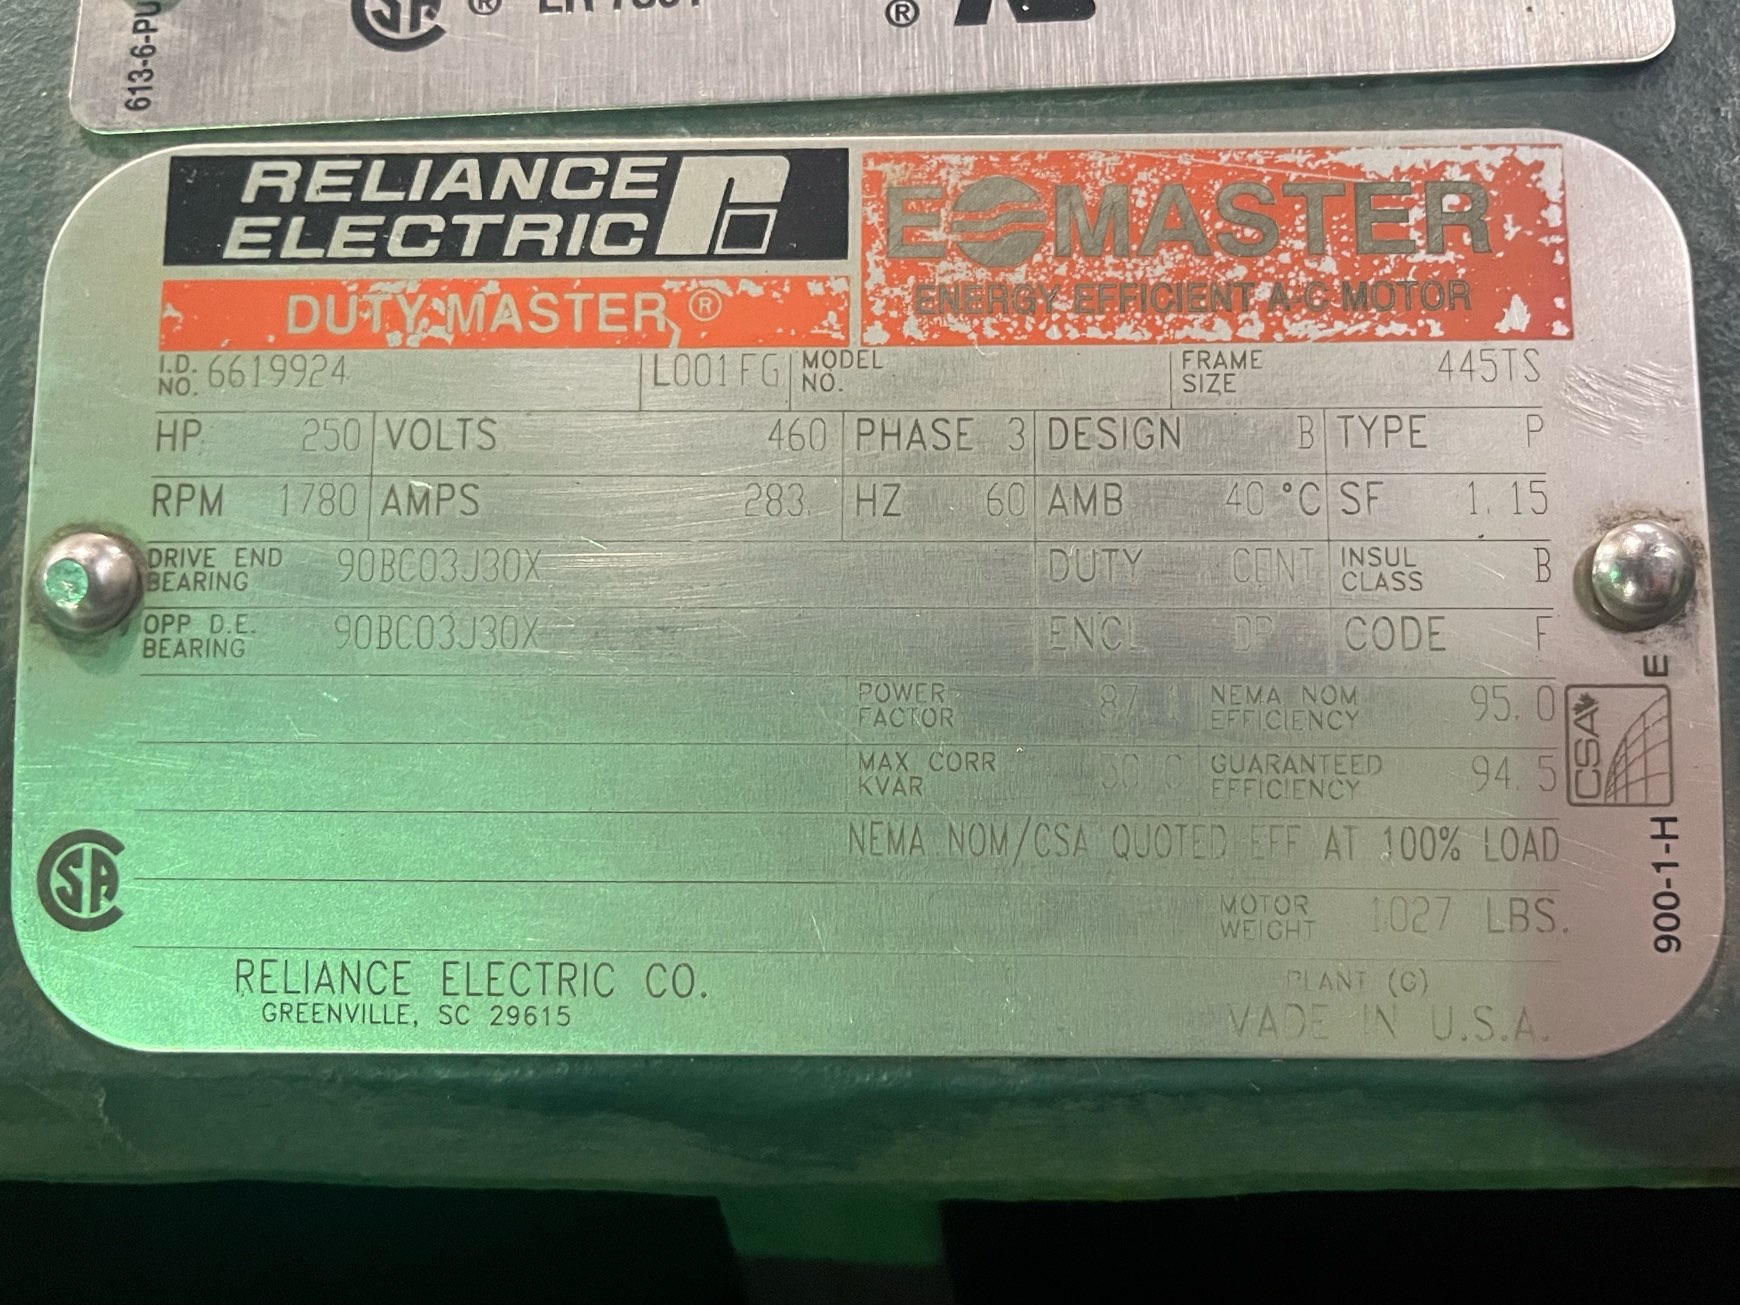 613-6-PU
®
®
RELIANCE
ELECTRIC
DUTY MASTER®
E MASTER
ENERGY EFFICIENT A-C MOTOR
I.D. NO. 6619924 L001FG MODEL NO. FRAME SIZE 445TS
HP 250 VOLTS 460 PHASE 3 DESIGN B TYPE P
RPM 1780 AMPS 283. HZ 60 AMB 40 °C SF 1.15
DRIVE END BEARING 90BC03J30X DUTY CONT INSUL CLASS B
OPP D.E. BEARING 90BC03J30X ENCL DP CODE F
POWER FACTOR NEMA NOM EFFICIENCY 95.0
MAX CORR KVAR GUARANTEED EFFICIENCY 94.5
NEMA NOM/CSA QUOTED EFF AT 100% LOAD
MOTOR WEIGHT 1027 LBS.
RELIANCE ELECTRIC CO.
GREENVILLE, SC 29615
PLANT (C)
MADE IN U.S.A.
SA
E
CSA
900-1-H